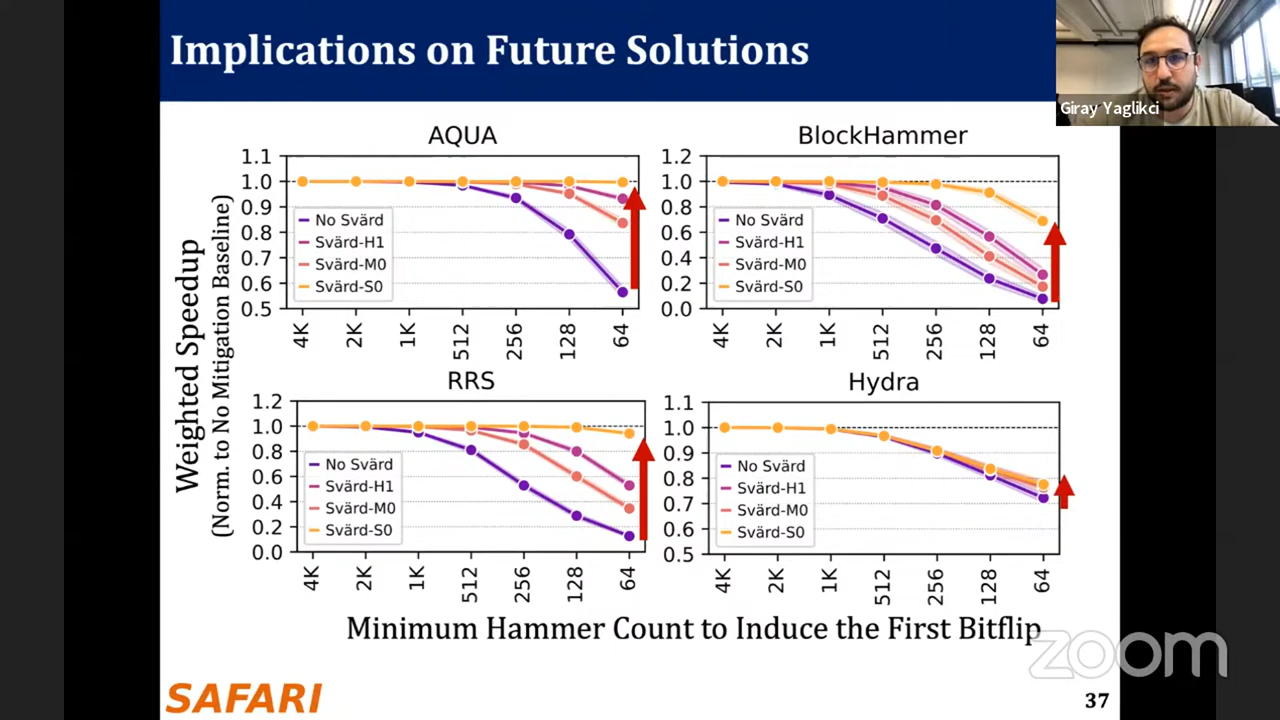 Implications on Future Solutions
Giray Yaglikci
Weighted Speedup
(Norm. to No Mitigation Baseline)
AQUA
1.1
1.0
0.9
0.8
0.7
0.6
0.5
No Svärd
Svärd-H1
Svärd-M0
Svärd-S0
4K 2K 1K 512 256 128 64
BlockHammer
1.2
1.0
0.8
0.6
0.4
0.2
0.0
No Svärd
Svärd-H1
Svärd-M0
Svärd-S0
4K 2K 1K 512 256 128 64
RRS
1.2
1.0
0.8
0.6
0.4
0.2
0.0
No Svärd
Svärd-H1
Svärd-M0
Svärd-S0
4K 2K 1K 512 256 128 64
Hydra
1.1
1.0
0.9
0.8
0.7
0.6
0.5
No Svärd
Svärd-H1
Svärd-M0
Svärd-S0
4K 2K 1K 512 256 128 64
Minimum Hammer Count to Induce the First Bitflip
zoom
SAFARI
37